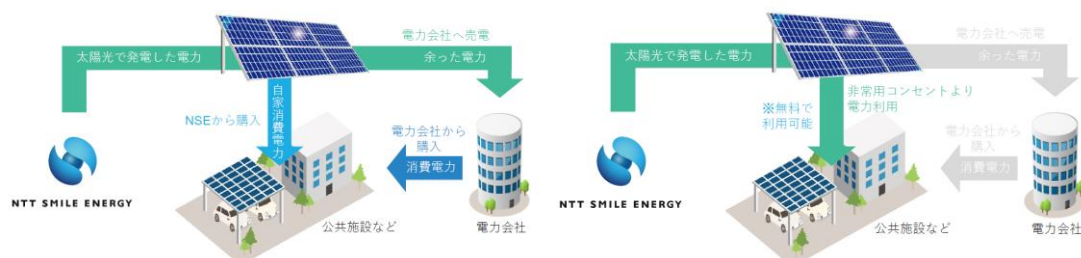 電力会社へ売電
太陽光で発電した電力
余った電力
自家消費電力
NSEから購入
電力会社から
購入
消費電力
NTT SMILE ENERGY
公共施設など
電力会社
電力会社へ売電
太陽光で発電した電力
余った電力
非常用コンセントより
電力利用
※無料で
利用可能
電力会社から
購入
消費電力
NTT SMILE ENERGY
公共施設など
電力会社